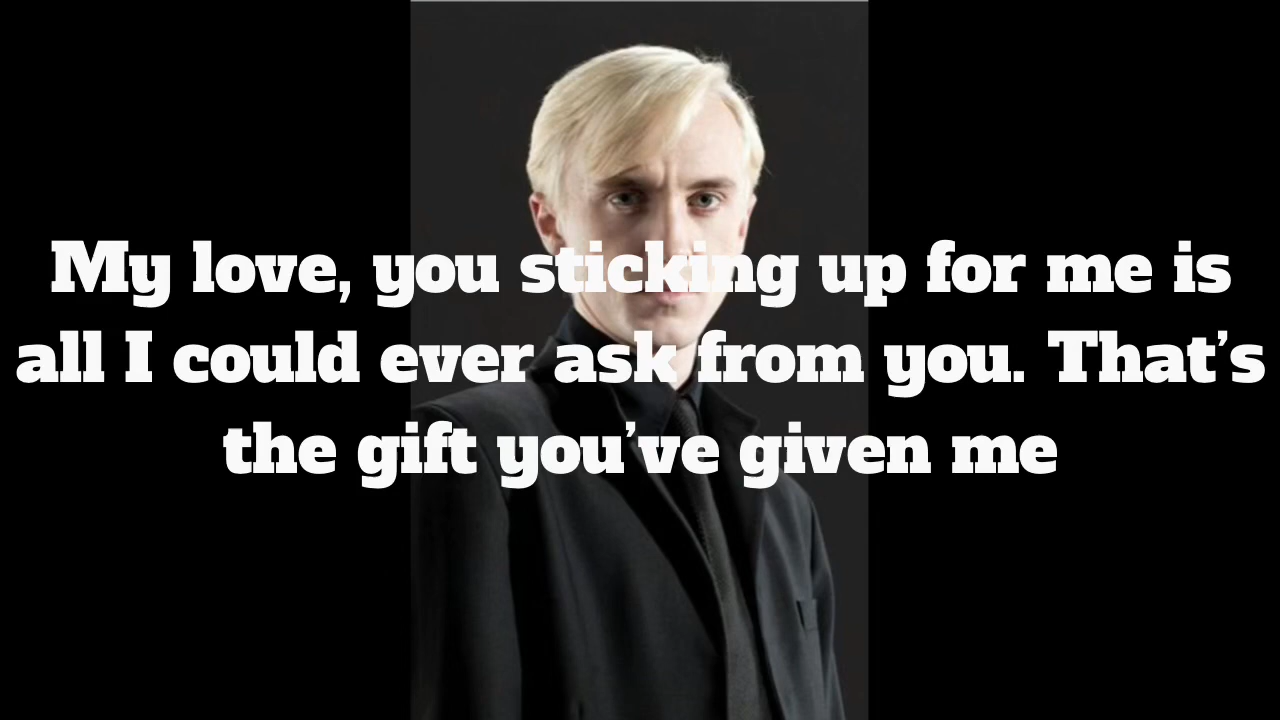 My love, you sticking up for me is
all I could ever ask from you. That’s
the gift you’ve given me